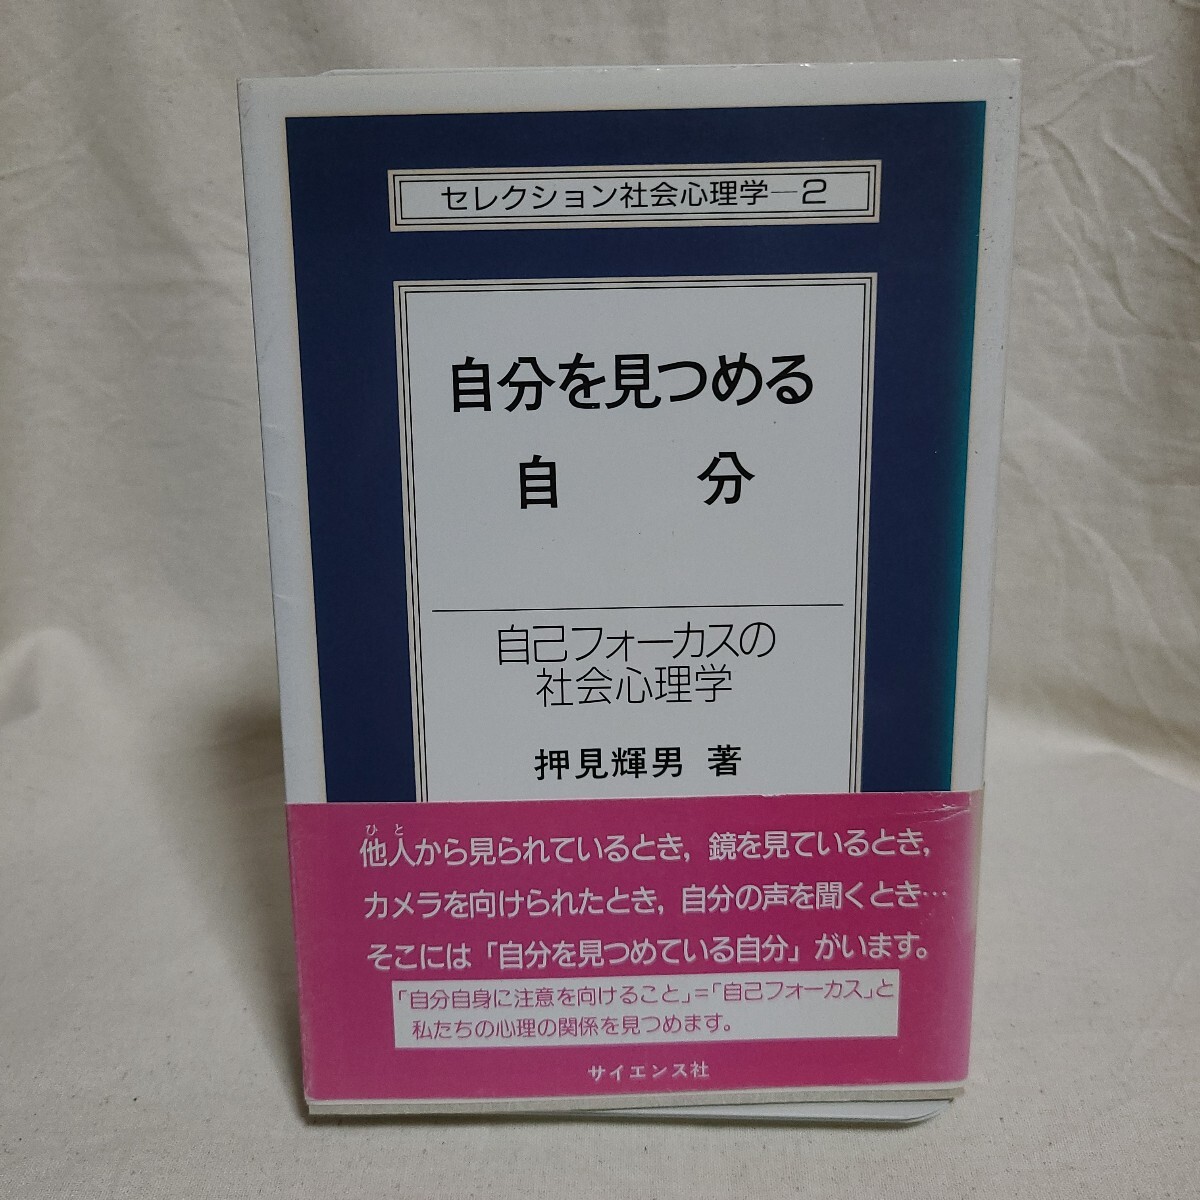 セレクション社会心理学―2
自分を見つめる
自 分
自己フォーカスの
社会心理学
押見輝男 著
ひと
他人から見られているとき，鏡を見ているとき，
カメラを向けられたとき，自分の声を聞くとき…
そこには「自分を見つめている自分」がいます。
「自分自身に注意を向けること」＝「自己フォーカス」と
私たちの心理の関係を見つめます。
サイエンス社